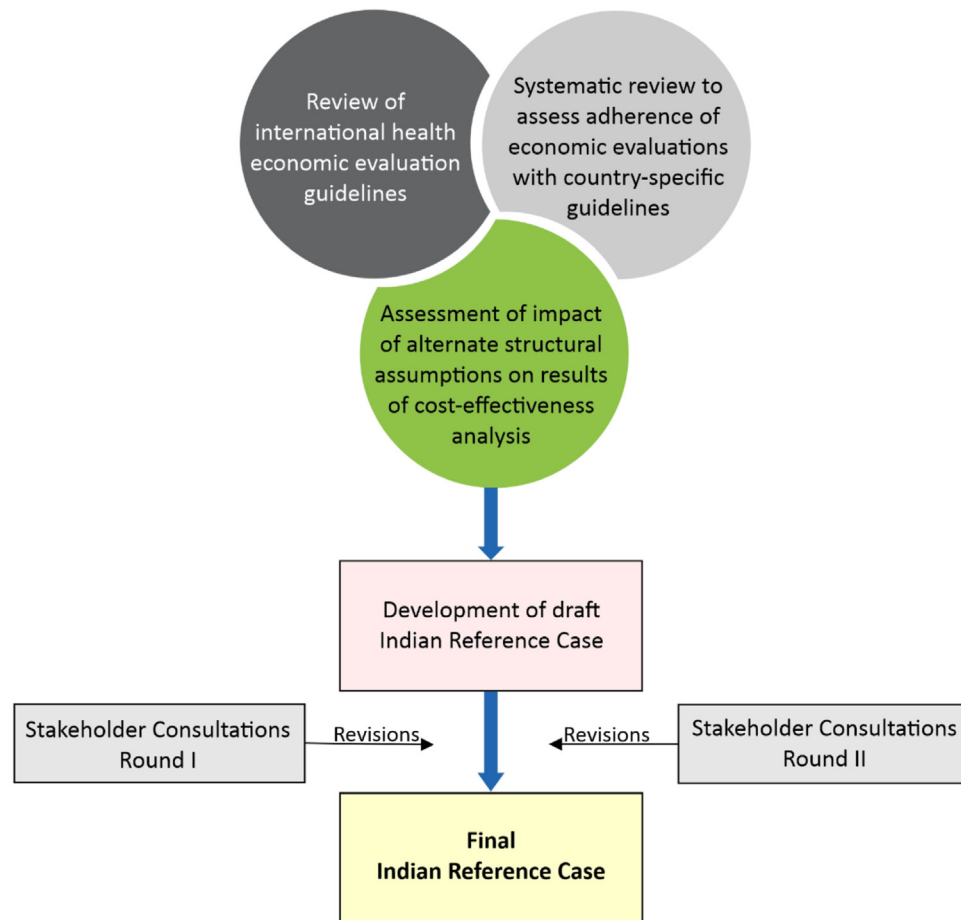 Review of
international health
economic evaluation
guidelines
Systematic review to
assess adherence of
economic evaluations
with country-specific
guidelines
Assessment of impact
of alternate structural
assumptions on results
of cost-effectiveness
analysis
Development of draft
Indian Reference Case
Stakeholder Consultations
Round I
Revisions
Revisions
Stakeholder Consultations
Round II
Final
Indian Reference Case